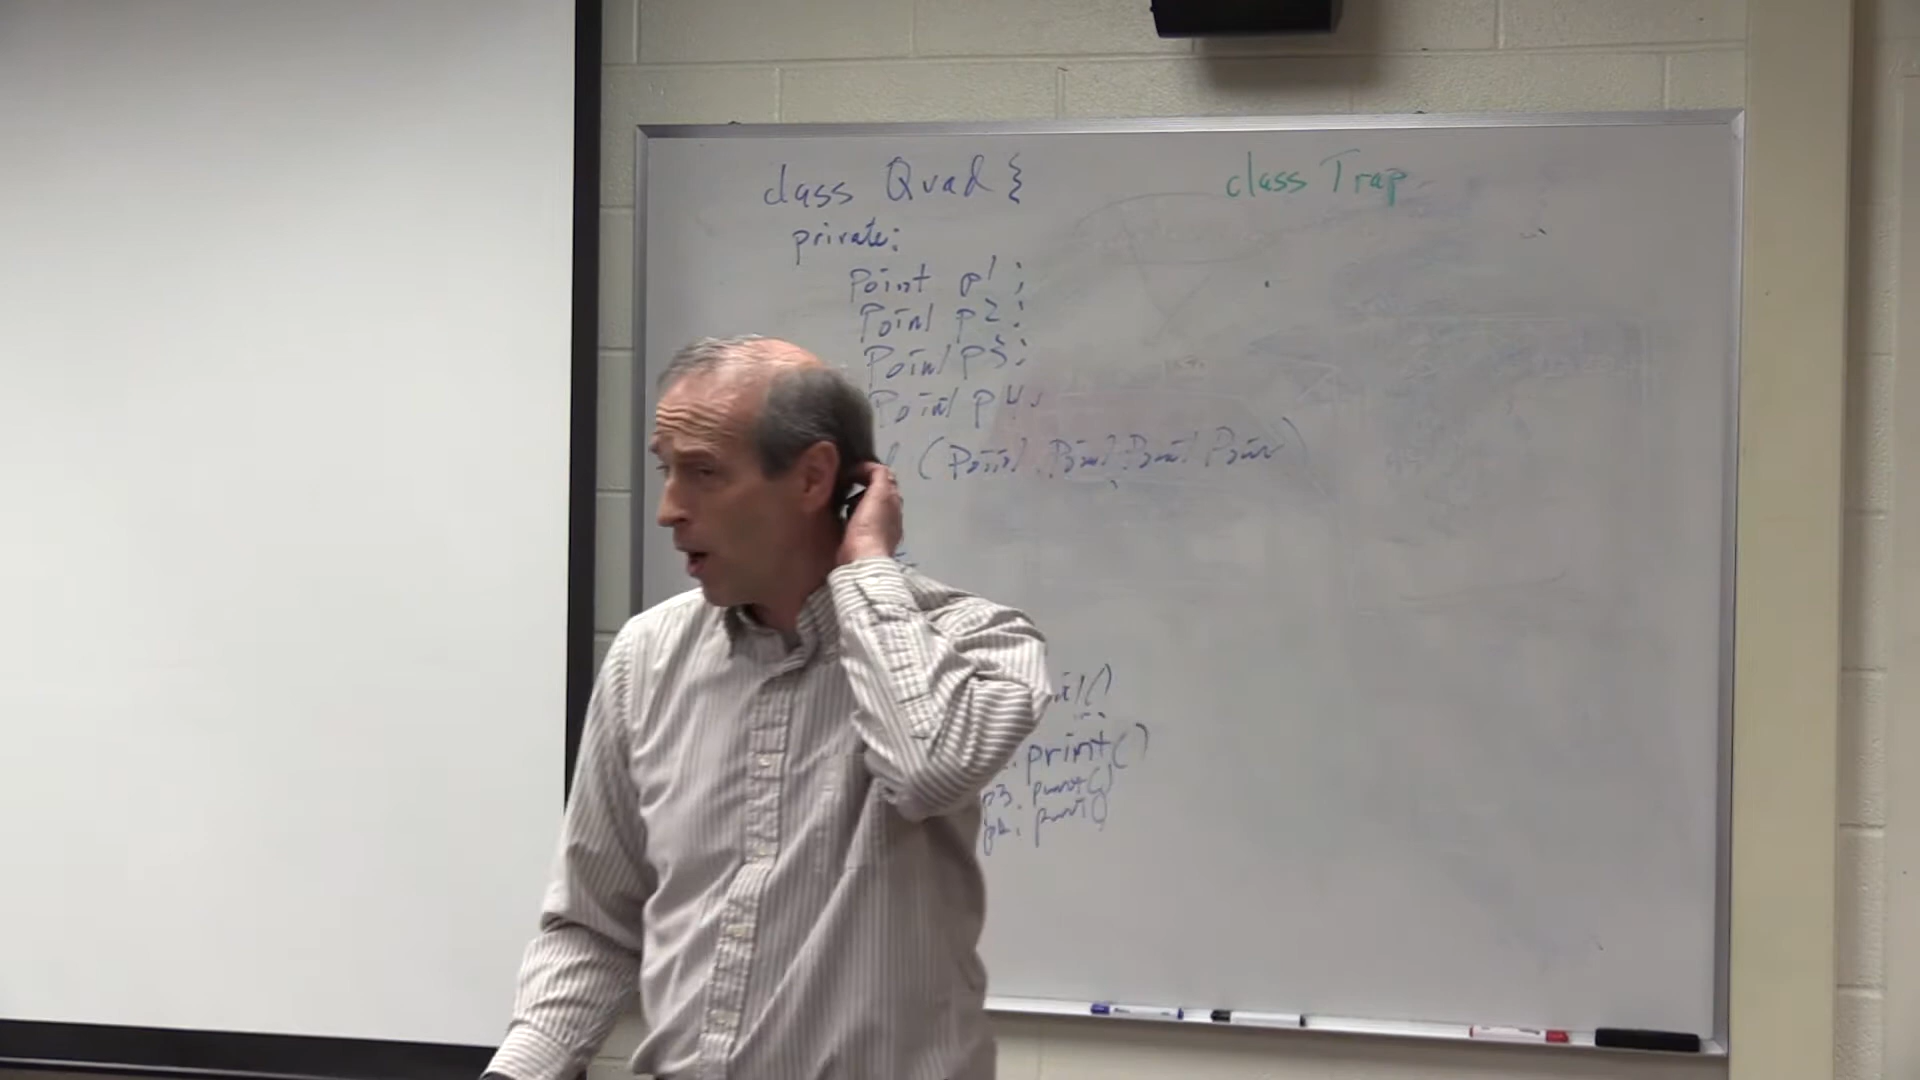 class Quad {
private:
Point p1;
Point p2;
Point p3;
Point p4;
(Point, Point, Point, Point)
print()
p3. print()
p4. print()
class Trap